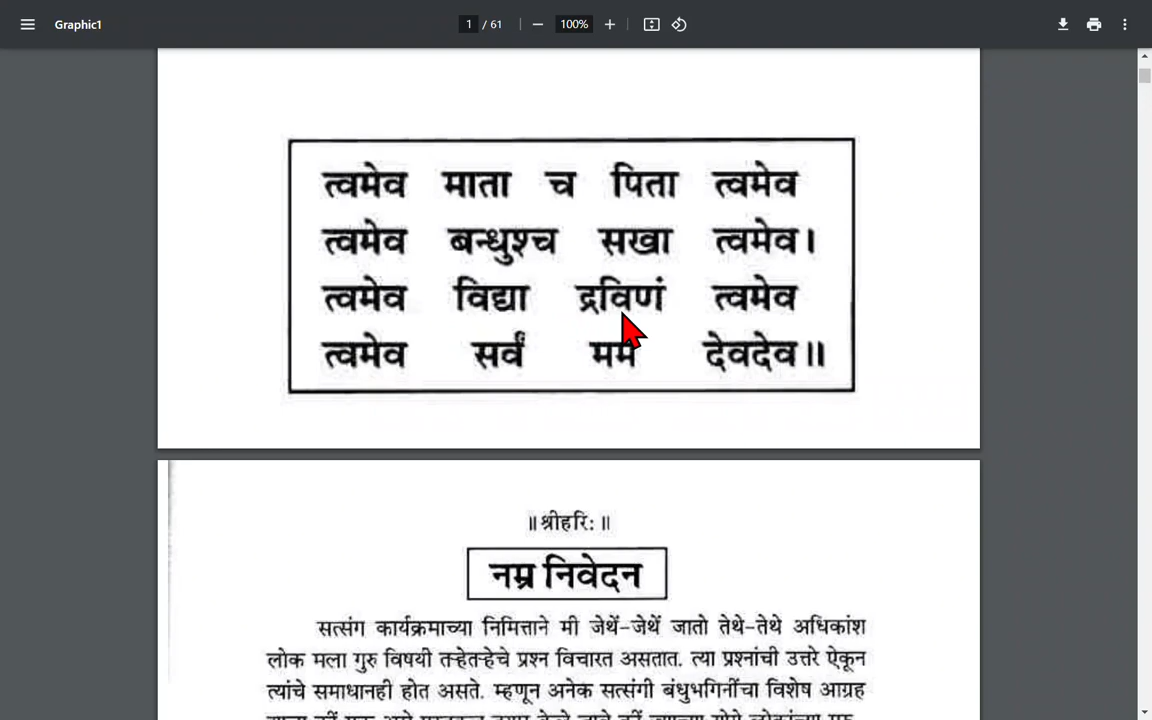 Graphic1
1 / 61
100%
त्वमेव माता च पिता त्वमेव
त्वमेव बन्धुश्च सखा त्वमेव।
त्वमेव विद्या द्रविणं त्वमेव
त्वमेव सर्वं मम देवदेव॥
॥श्रीहरिः॥
नम्र निवेदन
सत्संग कार्यक्रमाच्या निमित्ताने मी जेथें-जेथें जातो तेथे-तेथे अधिकांश
लोक मला गुरु विषयी तऱ्हेतऱ्हेचे प्रश्न विचारत असतात. त्या प्रश्नांची उत्तरे ऐकून
त्यांचे समाधानही होत असते. म्हणून अनेक सत्संगी बंधुभगिनींचा विशेष आग्रह